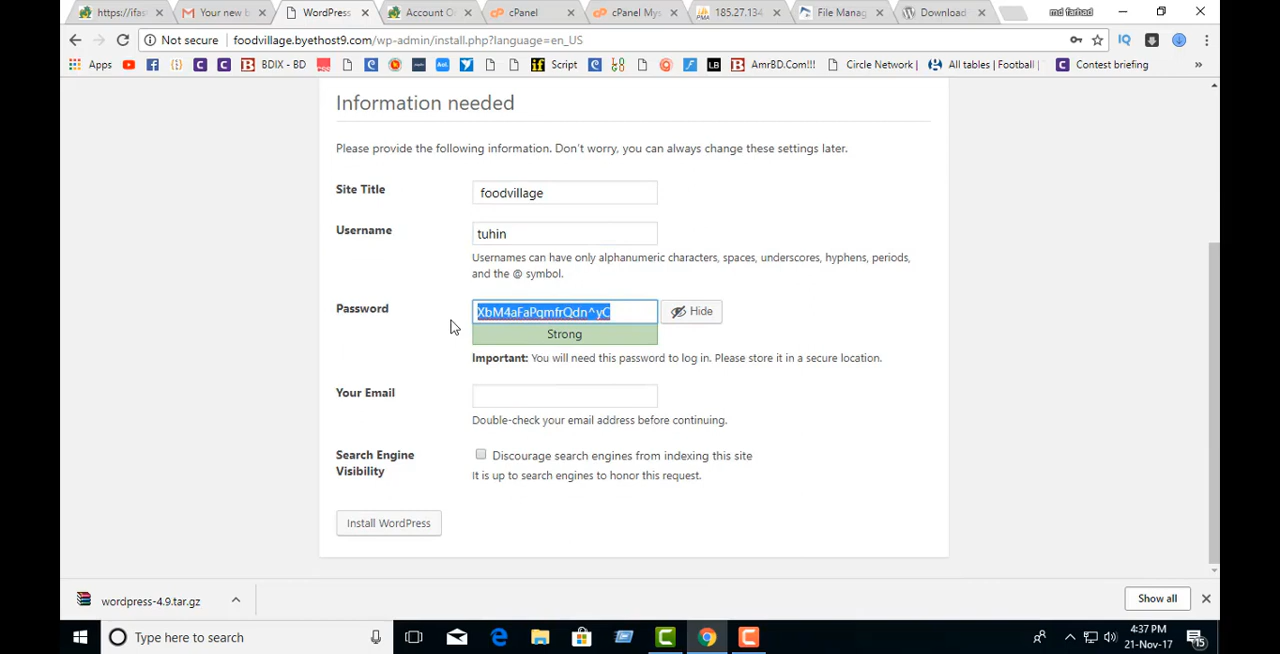 https://ifas
Your new b
WordPress
Account O
cPanel
cPanel Mys
185.27.134
File Manag
Download
md farhad
Not secure
foodvillage.byethost9.com/wp-admin/install.php?language=en_US
Apps
BDIX - BD
Script
AmrBD.Com!!!
Circle Network |
All tables | Football |
Contest briefing
»
Information needed
Please provide the following information. Don't worry, you can always change these settings later.
Site Title
foodvillage
Username
tuhin
Usernames can have only alphanumeric characters, spaces, underscores, hyphens, periods,
and the @ symbol.
Password
XbM4aFaPqmfrQdn^yC
Hide
Strong
Important: You will need this password to log in. Please store it in a secure location.
Your Email
Double-check your email address before continuing.
Search Engine
Visibility
Discourage search engines from indexing this site
It is up to search engines to honor this request.
Install WordPress
wordpress-4.9.tar.gz
Show all
Type here to search
4:37 PM
21-Nov-17
15